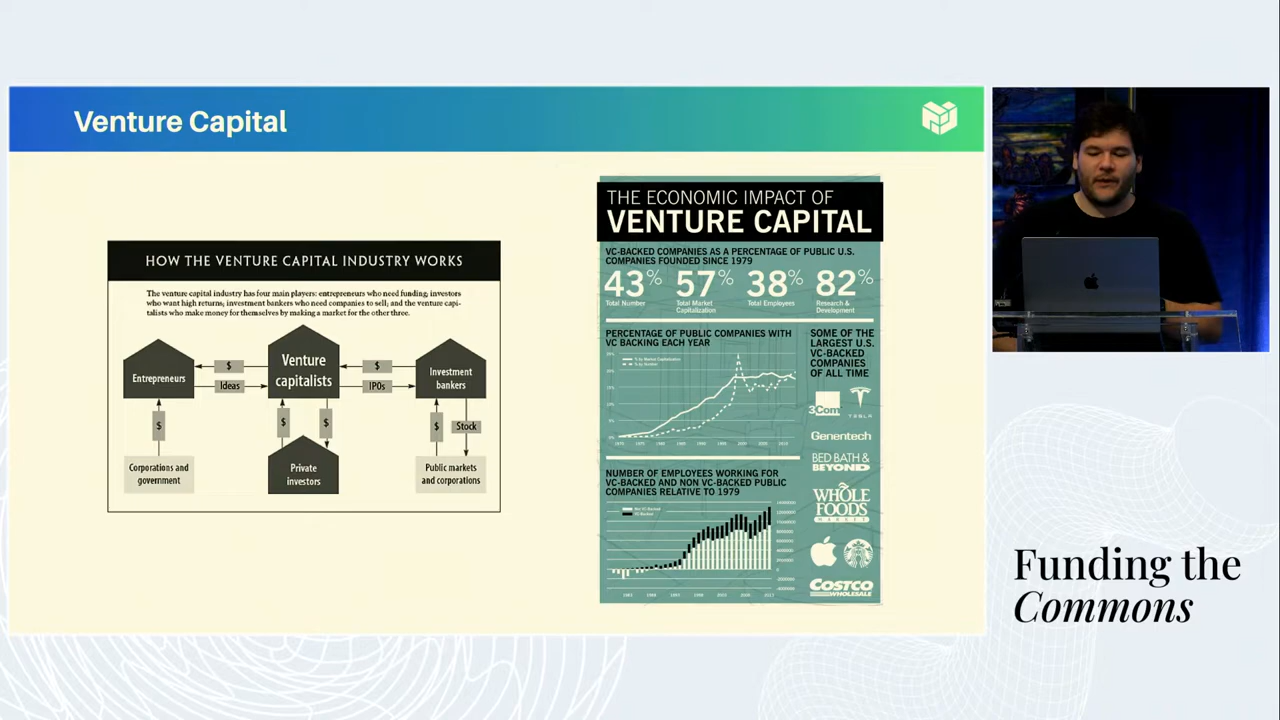 Venture Capital
HOW THE VENTURE CAPITAL INDUSTRY WORKS
The venture capital industry has four main players: entrepreneurs who need funding; investors
who want high returns; investment bankers who need companies to sell; and the venture capi-
talists who make money for themselves by making a market for the other three.
Entrepreneurs
$
Ideas
Venture
capitalists
$
IPOs
Investment
bankers
$
$
$
$
Stock
Corporations and
government
Private
investors
Public markets
and corporations
THE ECONOMIC IMPACT OF
VENTURE CAPITAL
VC-BACKED COMPANIES AS A PERCENTAGE OF PUBLIC U.S.
COMPANIES FOUNDED SINCE 1979
43% 57% 38% 82%
Total Number
Total Market
Capitalization
Total Employees
Research &
Development
PERCENTAGE OF PUBLIC COMPANIES WITH
VC BACKING EACH YEAR
% by Market Capitalization
% by Number
SOME OF THE
LARGEST U.S.
VC-BACKED
COMPANIES
OF ALL TIME
3Com
TESLA
Genentech
BED BATH &
BEYOND
WHOLE
FOODS
MARKET
COSTCO
WHOLESALE
NUMBER OF EMPLOYEES WORKING FOR
VC-BACKED AND NON VC-BACKED PUBLIC
COMPANIES RELATIVE TO 1979
Funding the
Commons